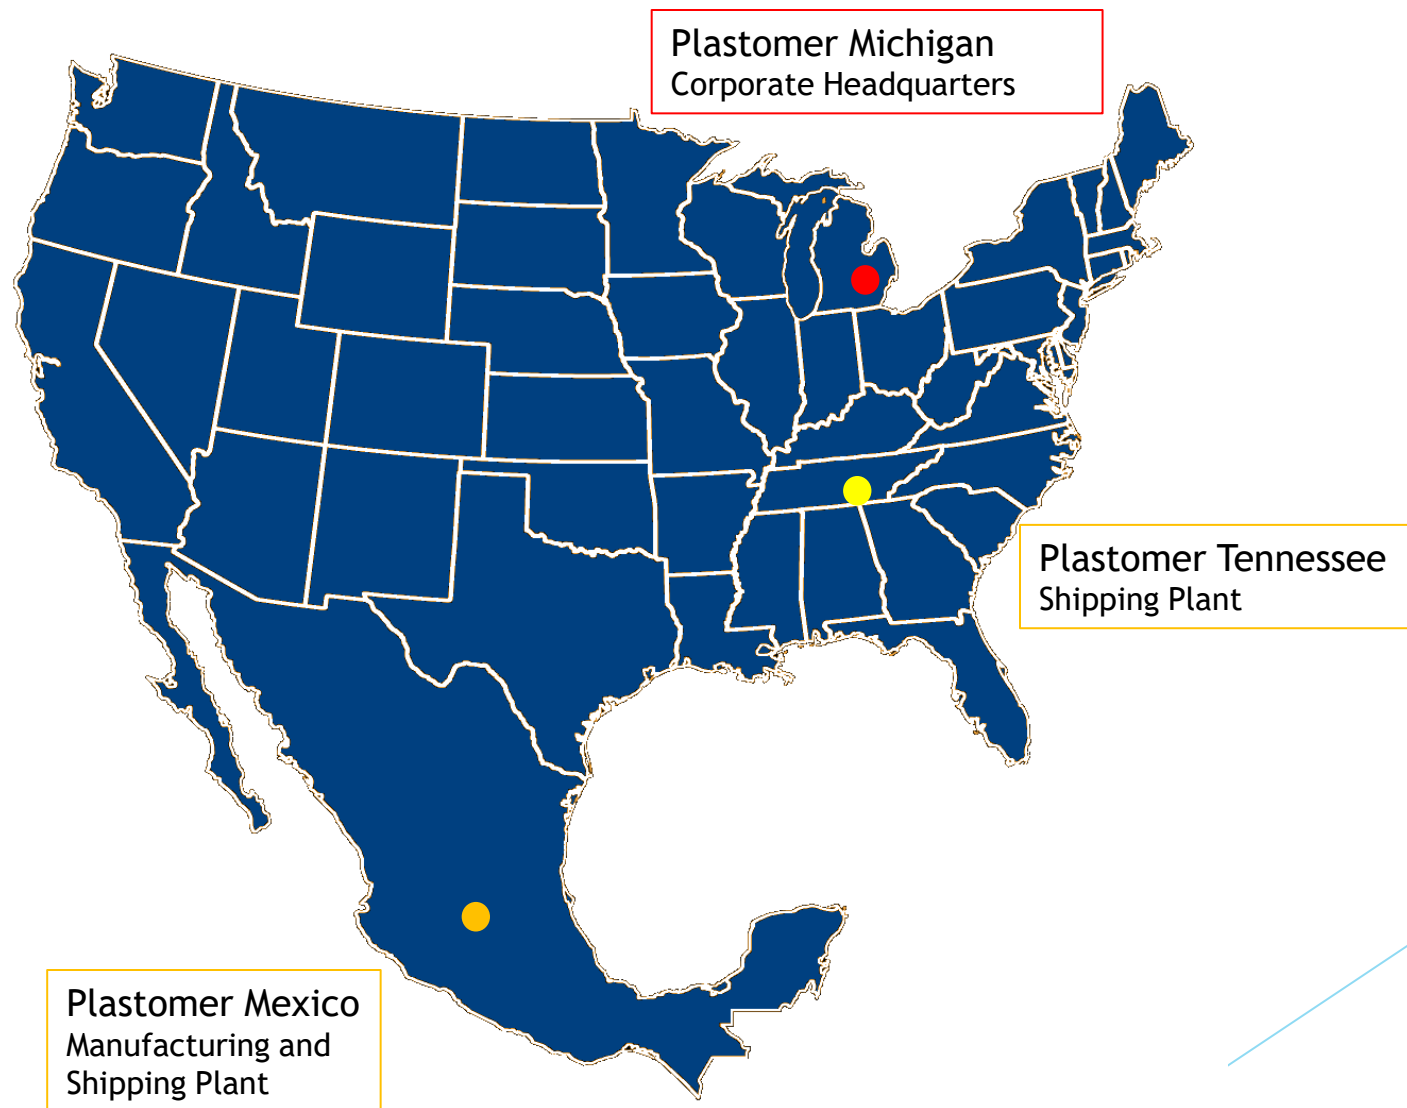 Plastomer Michigan
Corporate Headquarters
Plastomer Tennessee
Shipping Plant
Plastomer Mexico
Manufacturing and
Shipping Plant